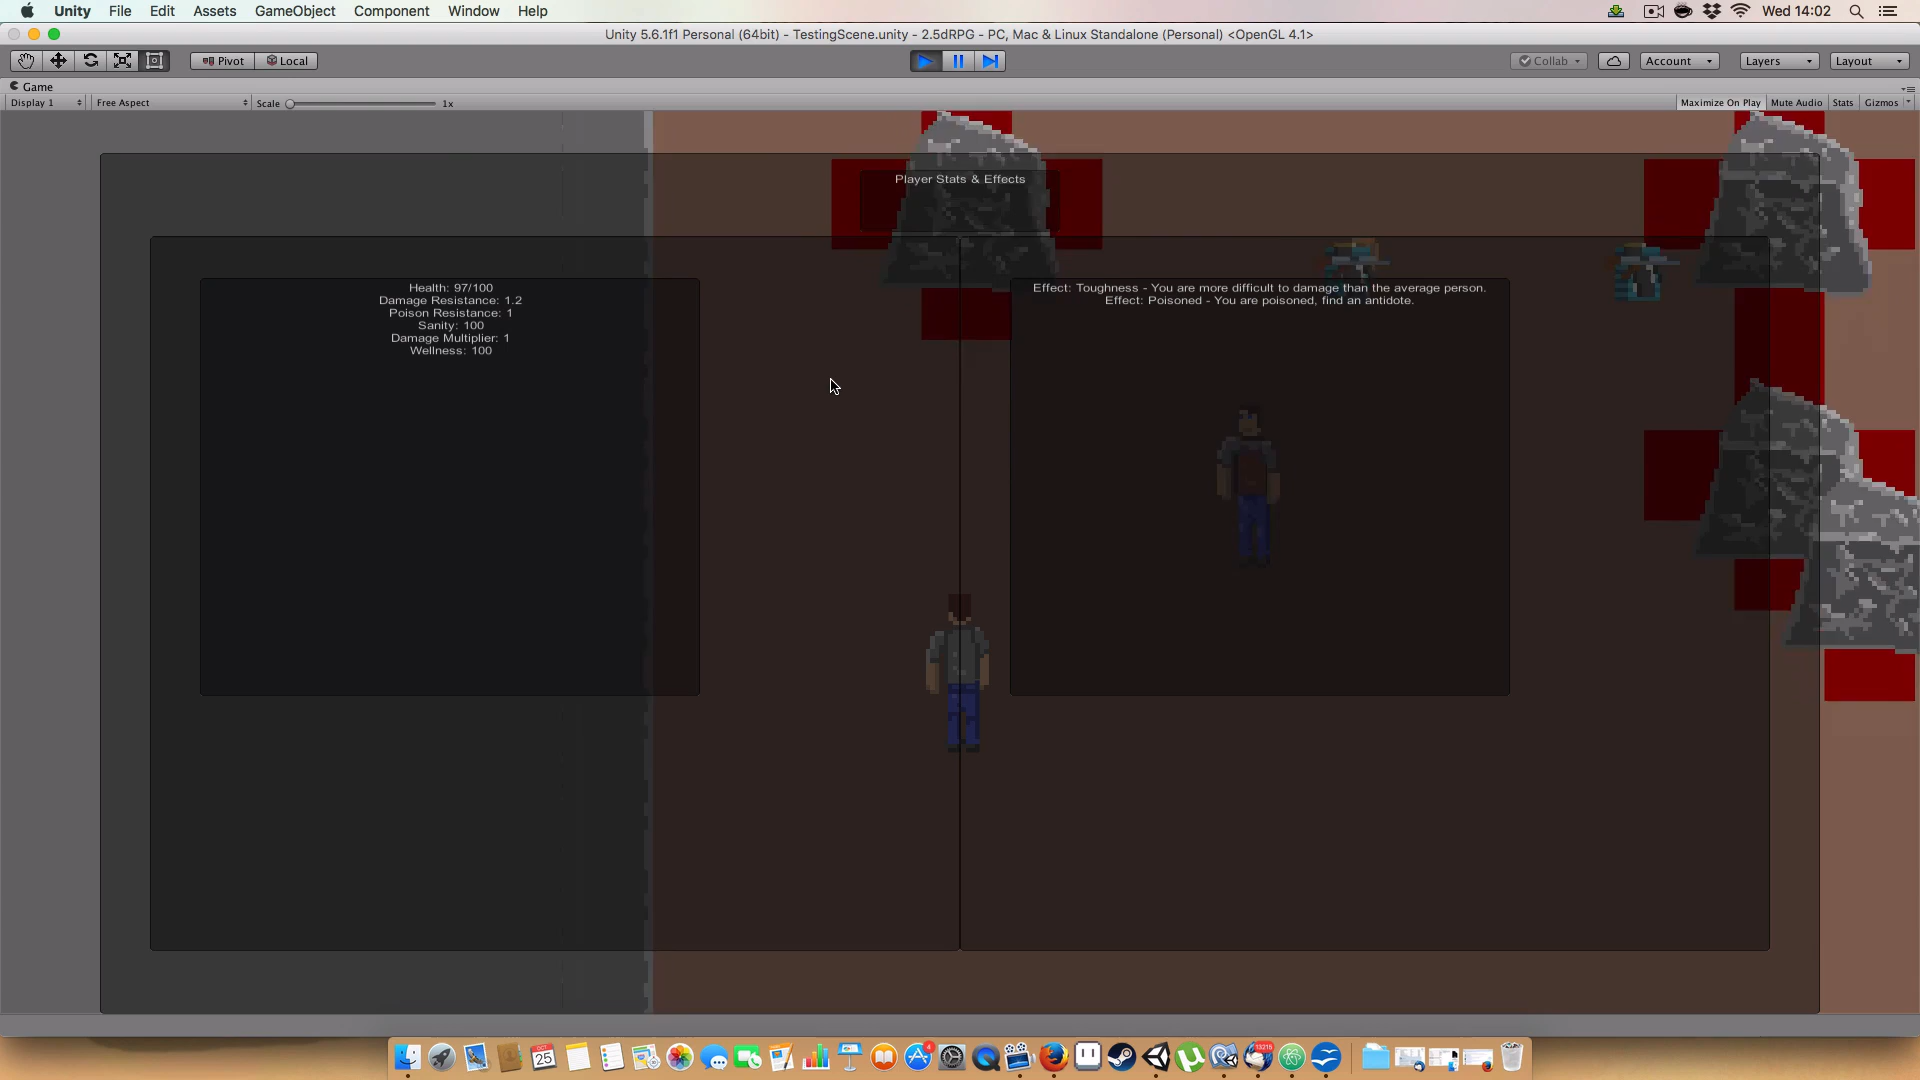 Unity File Edit Assets GameObject Component Window Help Wed 14:02
Unity 5.6.1f1 Personal (64bit) - TestingScene.unity - 2.5dRPG - PC, Mac & Linux Standalone (Personal) <OpenGL 4.1>
Pivot Local Collab Account Layers Layout
Game
Display 1 Free Aspect Scale 1x Maximize On Play Mute Audio Stats Gizmos
Player Stats & Effects
Health: 97/100
Damage Resistance: 1.2
Poison Resistance: 1
Sanity: 100
Damage Multiplier: 1
Wellness: 100
Effect: Toughness - You are more difficult to damage than the average person.
Effect: Poisoned - You are poisoned, find an antidote.
OCT
25
4
13216